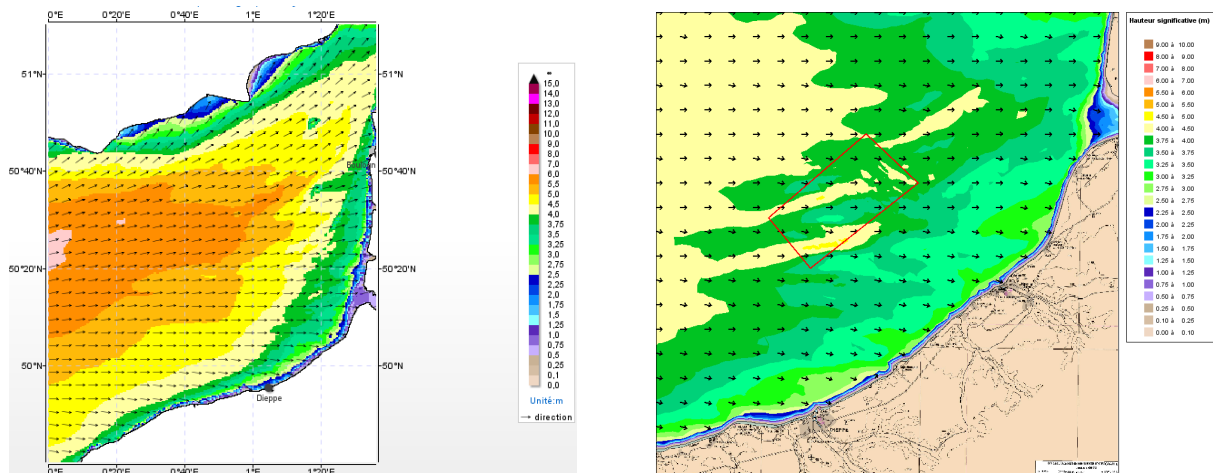 0°E 0°20'E 0°40'E 1°E 1°20'E
51°N
50°40'N
50°20'N
50°N
Dieppe
0°E 0°20'E 0°40'E 1°E 1°20'E
∞
15,0
14,0
13,0
12,0
11,0
10,0
9,0
8,0
7,0
6,0
5,5
5,0
4,5
4,0
3,75
3,5
3,25
3,0
2,75
2,5
2,25
2,0
1,75
1,5
1,25
1,0
0,75
0,5
0,25
0,1
0,0
Unité:m
direction
DIEPPE
Hauteur significative (m)
9.00 à 10.00
8.00 à 9.00
7.00 à 8.00
6.00 à 7.00
5.50 à 6.00
5.00 à 5.50
4.50 à 5.00
4.00 à 4.50
3.75 à 4.00
3.50 à 3.75
3.25 à 3.50
3.00 à 3.25
2.75 à 3.00
2.50 à 2.75
2.25 à 2.50
2.00 à 2.25
1.75 à 2.00
1.50 à 1.75
1.25 à 1.50
1.00 à 1.25
0.75 à 1.00
0.50 à 0.75
0.25 à 0.50
0.10 à 0.25
0.00 à 0.10